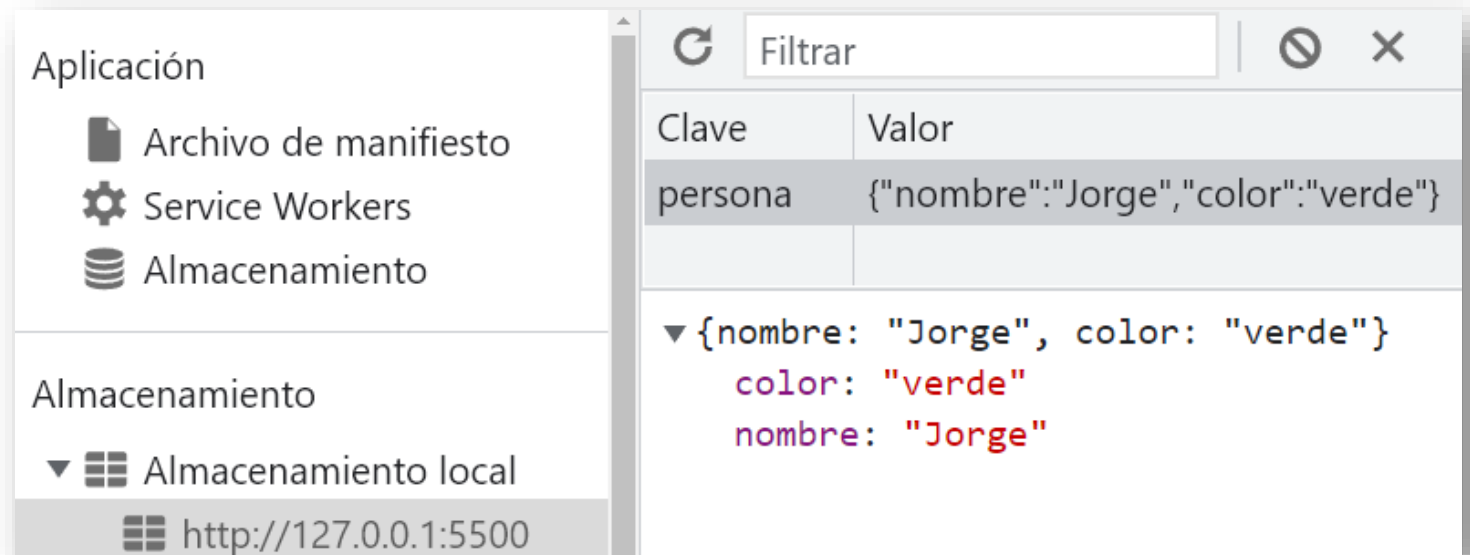 Aplicación
Archivo de manifiesto
Service Workers
Almacenamiento
Almacenamiento
Almacenamiento local
http://127.0.0.1:5500
Filtrar
Clave Valor
persona {"nombre":"Jorge","color":"verde"}
{nombre: "Jorge", color: "verde"}
color: "verde"
nombre: "Jorge"